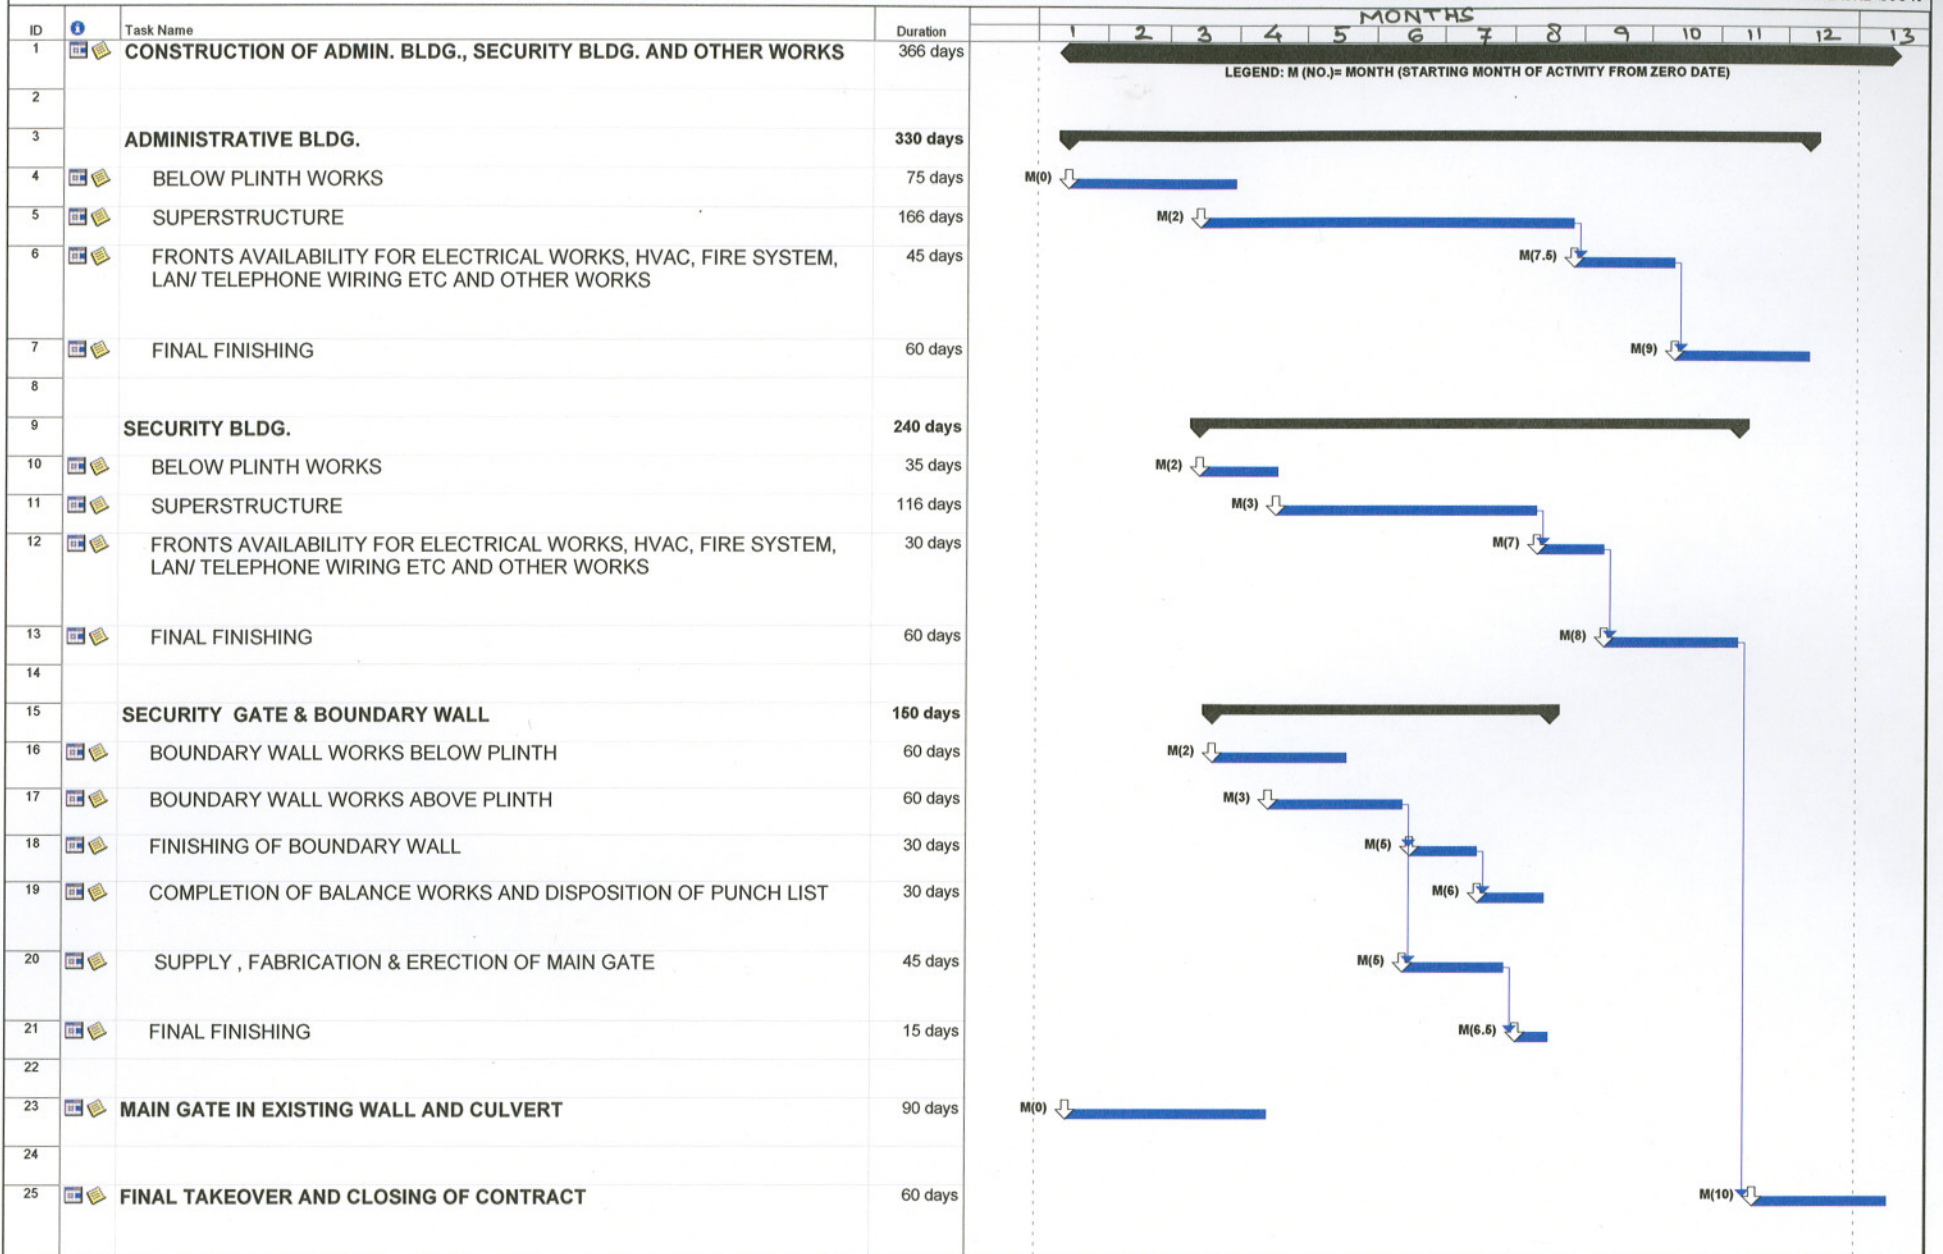 MONTHS
ID Task Name Duration 1 2 3 4 5 6 7 8 9 10 11 12 13
1 CONSTRUCTION OF ADMIN. BLDG., SECURITY BLDG. AND OTHER WORKS 366 days
LEGEND: M (NO.)= MONTH (STARTING MONTH OF ACTIVITY FROM ZERO DATE)
2
3 ADMINISTRATIVE BLDG. 330 days
4 BELOW PLINTH WORKS 75 days M(0)
5 SUPERSTRUCTURE 166 days M(2)
6 FRONTS AVAILABILITY FOR ELECTRICAL WORKS, HVAC, FIRE SYSTEM, 45 days M(7.5)
LAN/ TELEPHONE WIRING ETC AND OTHER WORKS
7 FINAL FINISHING 60 days M(9)
8
9 SECURITY BLDG. 240 days
10 BELOW PLINTH WORKS 35 days M(2)
11 SUPERSTRUCTURE 116 days M(3)
12 FRONTS AVAILABILITY FOR ELECTRICAL WORKS, HVAC, FIRE SYSTEM, 30 days M(7)
LAN/ TELEPHONE WIRING ETC AND OTHER WORKS
13 FINAL FINISHING 60 days M(8)
14
15 SECURITY GATE & BOUNDARY WALL 150 days
16 BOUNDARY WALL WORKS BELOW PLINTH 60 days M(2)
17 BOUNDARY WALL WORKS ABOVE PLINTH 60 days M(3)
18 FINISHING OF BOUNDARY WALL 30 days M(5)
19 COMPLETION OF BALANCE WORKS AND DISPOSITION OF PUNCH LIST 30 days M(6)
20 SUPPLY , FABRICATION & ERECTION OF MAIN GATE 45 days M(5)
21 FINAL FINISHING 15 days M(6.5)
22
23 MAIN GATE IN EXISTING WALL AND CULVERT 90 days M(0)
24
25 FINAL TAKEOVER AND CLOSING OF CONTRACT 60 days M(10)